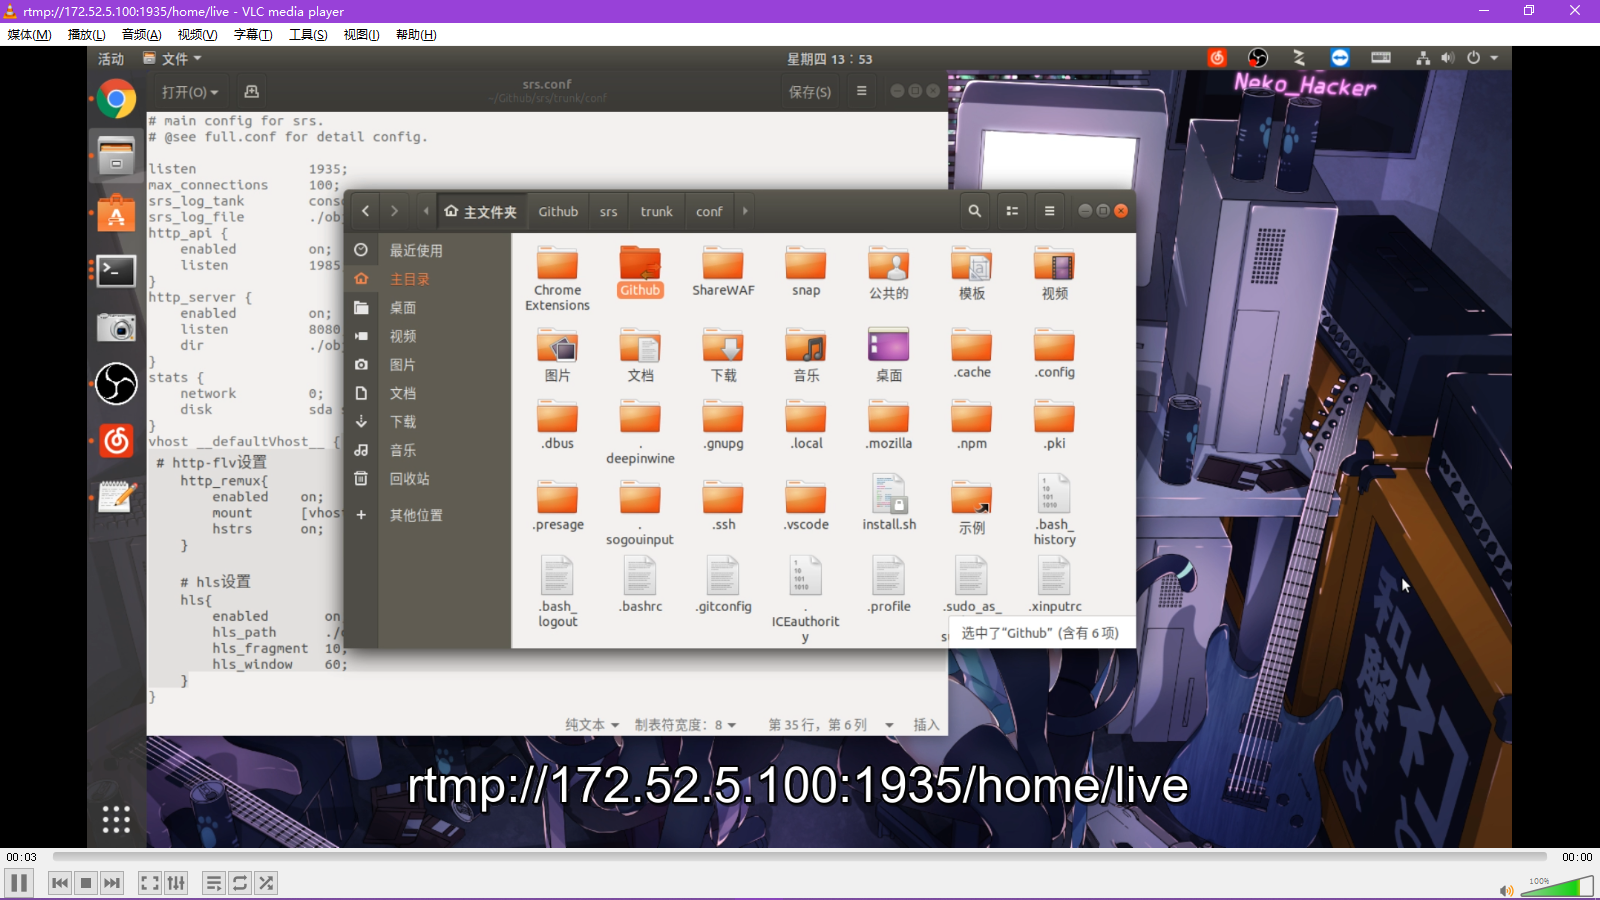 rtmp://172.52.5.100:1935/home/live - VLC media player
媒体(M) 播放(L) 音频(A) 视频(V) 字幕(T) 工具(S) 视图(I) 帮助(H)
活动 文件 星期四 13：53
打开(O) srs.conf 保存(S)
~/Github/srs/trunk/conf
Neko_Hacker
# main config for srs.
# @see full.conf for detail config.
listen 1935;
max_connections 100;
srs_log_tank conso
srs_log_file ./obj
http_api {
enabled on;
listen 1985
}
http_server {
enabled on;
listen 8080
dir ./obj
}
stats {
network 0;
disk sda s
}
vhost __defaultVhost__ {
# http-flv设置
http_remux{
enabled on;
mount [vhost
hstrs on;
}
# hls设置
hls{
enabled on
hls_path ./
hls_fragment 10;
hls_window 60;
}
}
主文件夹 Github srs trunk conf
最近使用
主目录
桌面
视频
图片
文档
下载
音乐
回收站
其他位置
Chrome Extensions
Github
ShareWAF
snap
公共的
模板
视频
图片
文档
下载
音乐
桌面
.cache
.config
.dbus
.deepinwine
.gnupg
.local
.mozilla
.npm
.pki
.presage
.sogouinput
.ssh
.vscode
install.sh
示例
.bash_history
.bash_logout
.bashrc
.gitconfig
.ICEauthority
.profile
.sudo_as_
.xinputrc
选中了“Github” (含有 6 项)
纯文本 制表符宽度：8 第 35 行，第 6 列 插入
rtmp://172.52.5.100:1935/home/live
00:03 00:00
100%